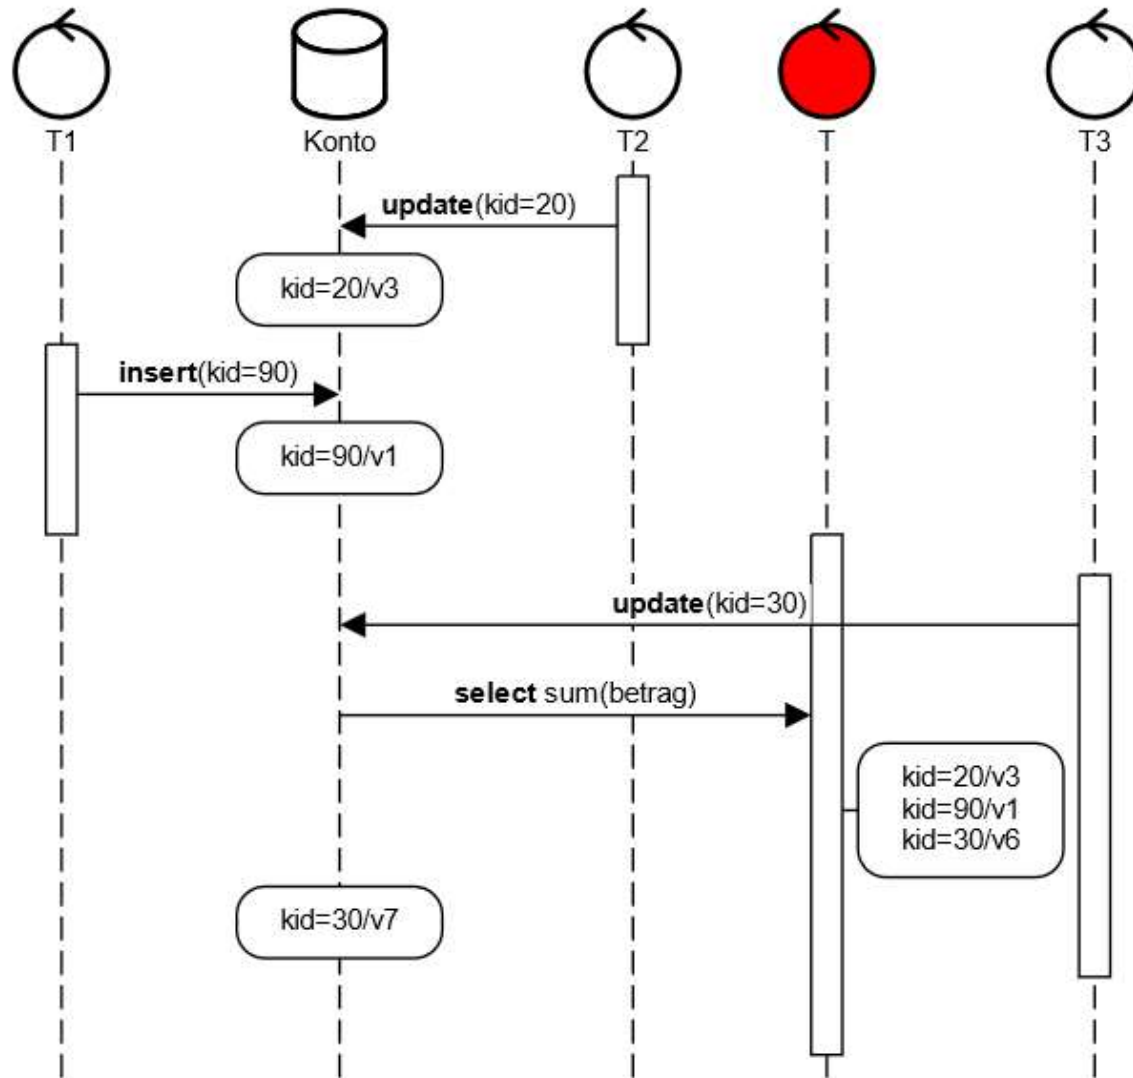 T1
Konto
T2
T
T3
update(kid=20)
kid=20/v3
insert(kid=90)
kid=90/v1
update(kid=30)
select sum(betrag)
kid=20/v3
kid=90/v1
kid=30/v6
kid=30/v7